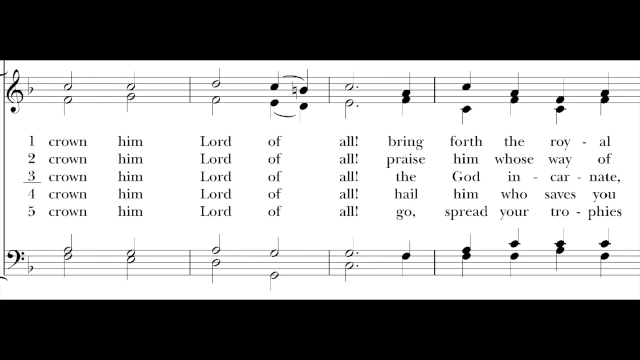 1 crown him Lord of all! bring forth the roy - al
2 crown him Lord of all! praise him whose way of
3 crown him Lord of all! the God in - car - nate,
4 crown him Lord of all! hail him who saves you
5 crown him Lord of all! go, spread your tro - phies